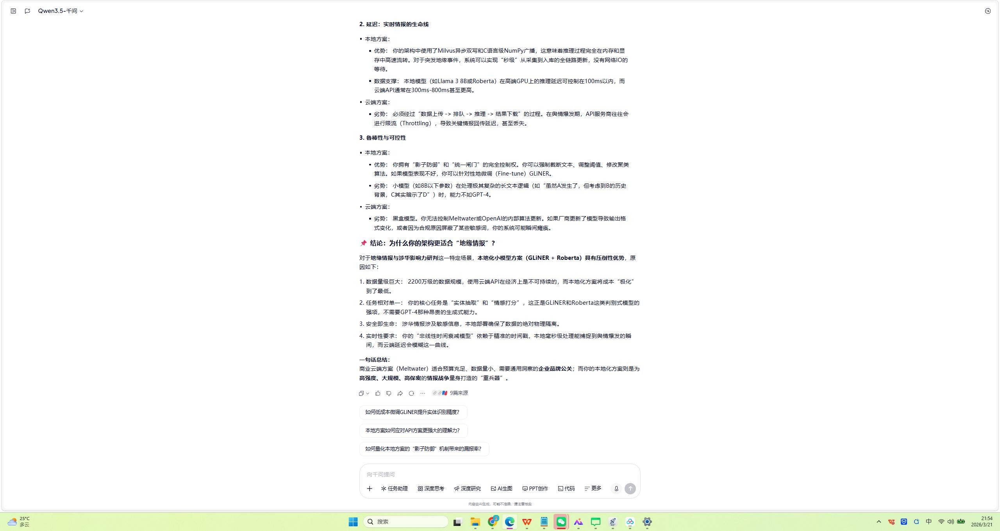 Qwen3.5-千问
2. 延迟：实时情报的生命线
• 本地方案：
• 优势： 你的架构中使用了Milvus异步双写和C语言级NumPy广播，这意味着推理过程完全在内存和显
存中高速流转。对于突发地缘事件，系统可以实现“秒级”从采集到入库的全链路更新，没有网络IO的
等待。
• 数据支撑： 本地模型（如Llama 3 8B或Roberta）在高端GPU上的推理延迟可控制在100ms以内，而
云端API通常在300ms-800ms甚至更高。
• 云端方案：
• 劣势： 必须经过“数据上传 -> 排队 -> 推理 -> 结果下载”的过程。在舆情爆发期，API服务商往往会
进行限流（Throttling），导致关键情报回传延迟，甚至丢失。
3. 鲁棒性与可控性
• 本地方案：
• 优势： 你拥有“影子防御”和“统一闸门”的完全控制权。你可以强制截断文本、调整阈值、修改聚类
算法。如果模型表现不好，你可以针对性地微调（Fine-tune）GLiNER。
• 劣势： 小模型（如8B以下参数）在处理极其复杂的长文本逻辑（如“虽然A发生了，但考虑到B的历史
背景，C其实暗示了D”）时，能力不如GPT-4。
• 云端方案：
• 劣势： 黑盒模型。你无法控制Meltwater或OpenAI的内部算法更新。如果厂商更新了模型导致输出格
式变化，或者因为合规原因屏蔽了某些敏感词，你的系统可能瞬间瘫痪。
📌 结论：为什么你的架构更适合“地缘情报”？
对于地缘情报与涉华影响力研判这一特定场景，本地化小模型方案（GLiNER + Roberta）具有压倒性优势，原
因如下：
1. 数据量级巨大： 2200万级的数据规模，使用云端API在经济上是不可持续的，而本地化方案将成本“极化”
到了最低。
2. 任务相对单一： 你的核心任务是“实体抽取”和“情感打分”，这正是GLiNER和Roberta这类判别式模型的
强项，不需要GPT-4那种昂贵的生成式能力。
3. 安全即生命： 涉华情报涉及敏感信息，本地部署确保了数据的绝对物理隔离。
4. 实时性要求： 你的“非线性时间衰减模型”依赖于精准的时间戳，本地毫秒级处理能捕捉到舆情爆发的瞬
间，而云端延迟会模糊这一曲线。
一句话总结：
商业云端方案（Meltwater）适合预算充足、数据量小、需要通用洞察的企业品牌公关；而你的本地化方案则是为
高强度、大规模、高保密的情报战争量身打造的“重兵器”。
9篇来源
如何低成本微调GLiNER提升实体识别精度？
本地方案如何应对API方案更强大的理解力？
如何量化本地方案的“影子防御”机制带来的漏报率？
向千问提问
任务助理 深度思考 深度研究 AI生图 PPT创作 代码 更多
内容由AI生成，可能不准确，请注意核实
25°C
多云
搜索
中
21:54
2026/3/21